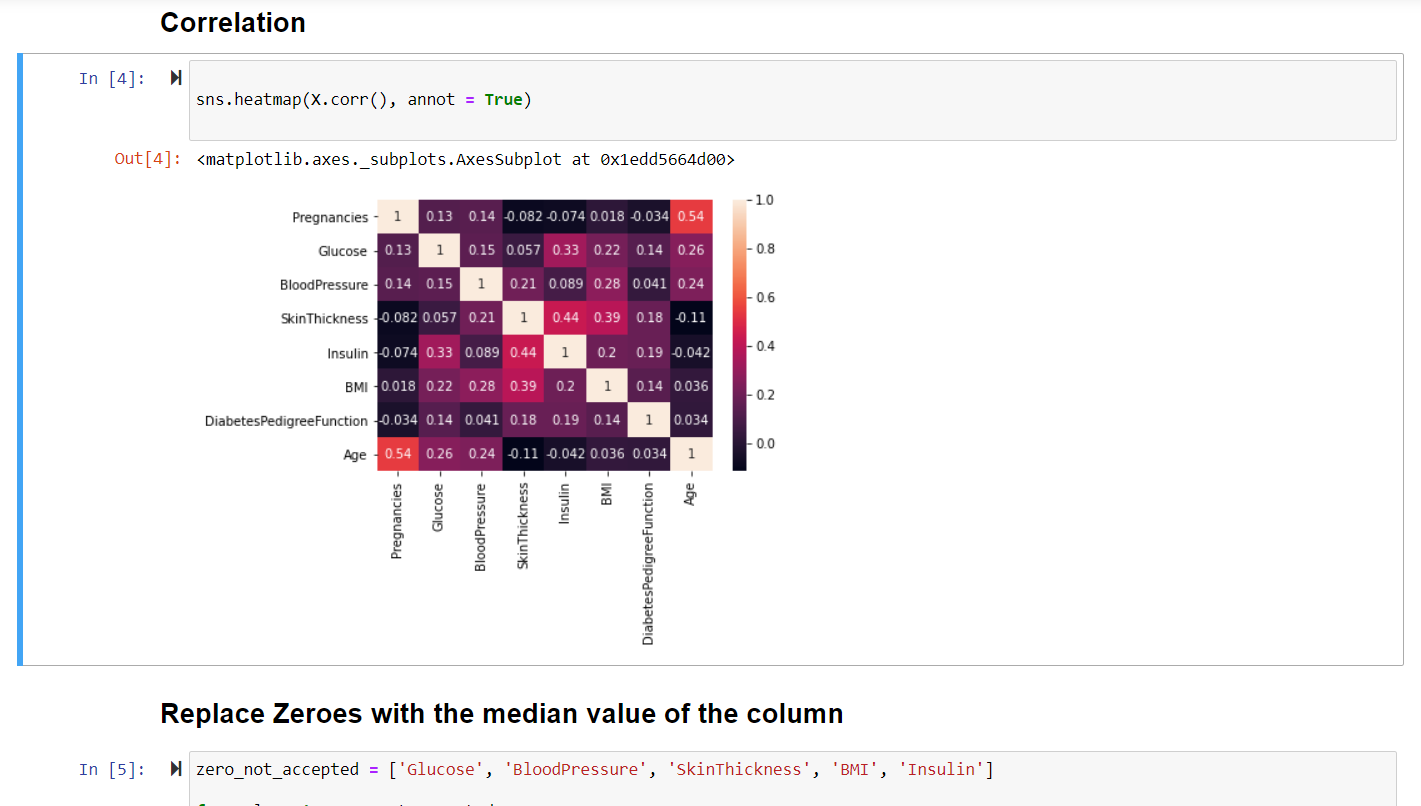 Correlation
In [4]:
sns.heatmap(X.corr(), annot = True)
Out[4]: <matplotlib.axes._subplots.AxesSubplot at 0x1edd5664d00>
Pregnancies 1 0.13 0.14 -0.082 -0.074 0.018 -0.034 0.54
Glucose 0.13 1 0.15 0.057 0.33 0.22 0.14 0.26
BloodPressure 0.14 0.15 1 0.21 0.089 0.28 0.041 0.24
SkinThickness -0.082 0.057 0.21 1 0.44 0.39 0.18 -0.11
Insulin -0.074 0.33 0.089 0.44 1 0.2 0.19 -0.042
BMI 0.018 0.22 0.28 0.39 0.2 1 0.14 0.036
DiabetesPedigreeFunction -0.034 0.14 0.041 0.18 0.19 0.14 1 0.034
Age 0.54 0.26 0.24 -0.11 -0.042 0.036 0.034 1
1.0
0.8
0.6
0.4
0.2
0.0
Pregnancies
Glucose
BloodPressure
SkinThickness
Insulin
BMI
DiabetesPedigreeFunction
Age
Replace Zeroes with the median value of the column
In [5]: zero_not_accepted = ['Glucose', 'BloodPressure', 'SkinThickness', 'BMI', 'Insulin']